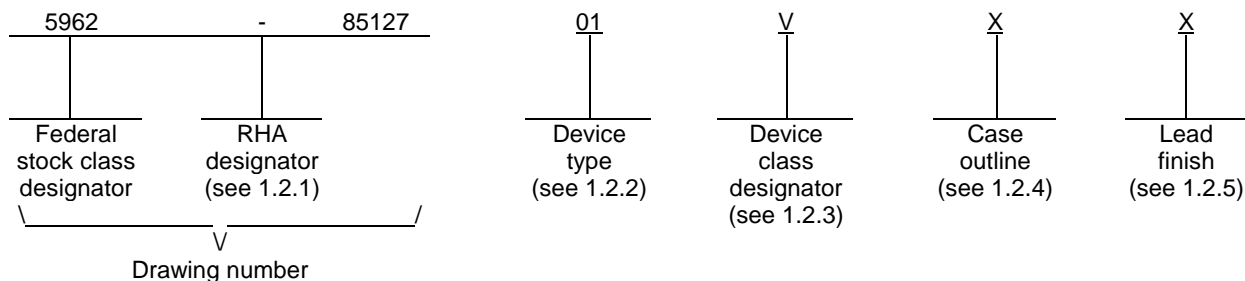 5962 - 85127 01 V X X
Federal stock class designator
RHA designator (see 1.2.1)
Device type (see 1.2.2)
Device class designator (see 1.2.3)
Case outline (see 1.2.4)
Lead finish (see 1.2.5)
Drawing number